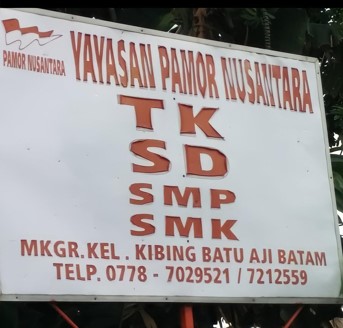 PAMOR NUSANTARA
YAYASAN PAMOR NUSANTARA
TK
SD
SMP
SMK
MKGR.KEL . KIBING BATU AJI BATAM
TELP. 0778 - 7029521 / 7212559